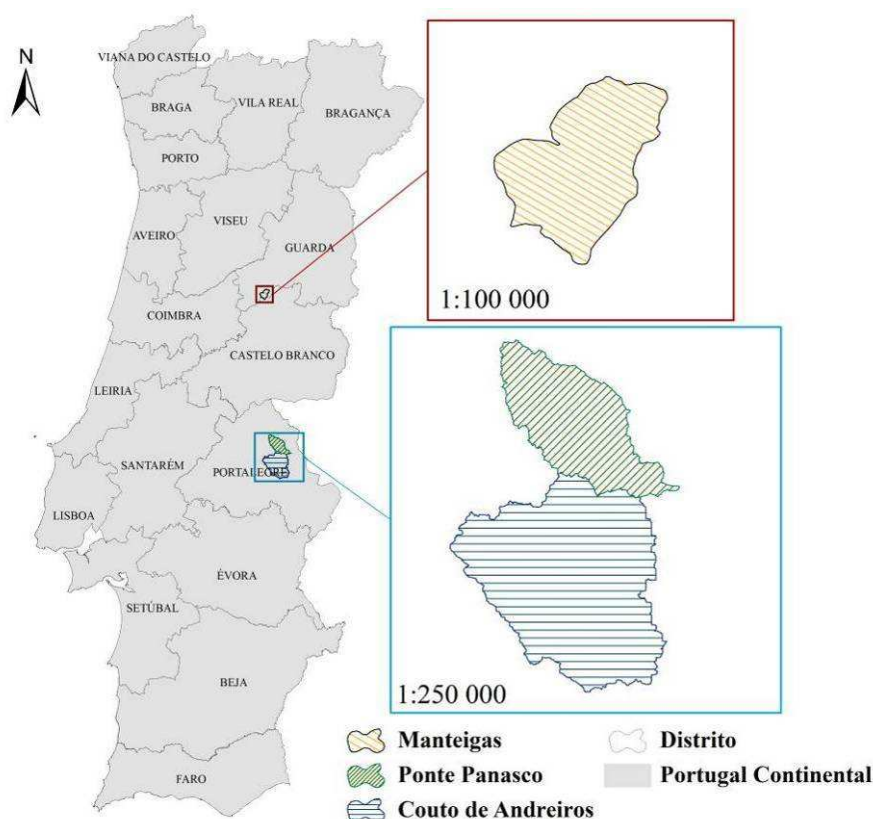 N
VIANA DO CASTELO
BRAGA
VILA REAL
BRAGANÇA
PORTO
AVEIRO
VISEU
GUARDA
COIMBRA
CASTELO BRANCO
LEIRIA
SANTARÉM
PORTALEGRE
LISBOA
ÉVORA
SETÚBAL
BEJA
FARO
1:100 000
1:250 000
Manteigas
Distrito
Ponte Panasco
Portugal Continental
Couto de Andreiros